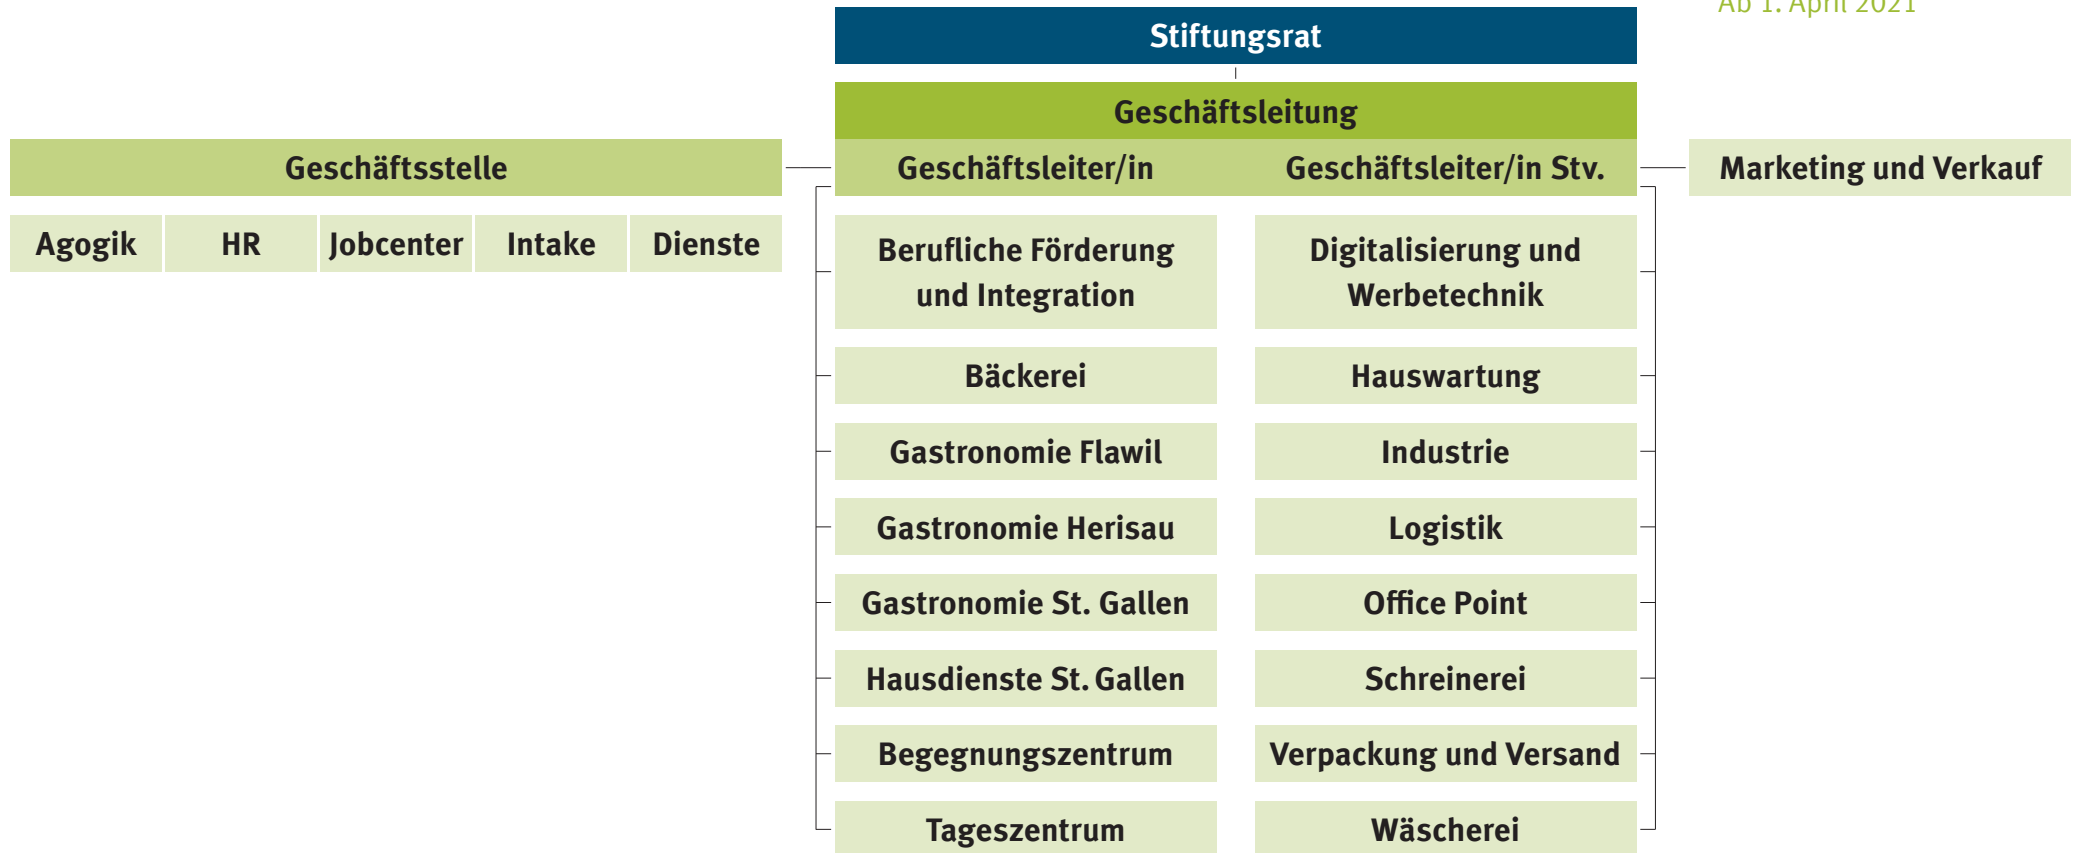 Ab 1. April 2021
Stiftungsrat
Geschäftsleitung
Geschäftsstelle
Geschäftsleiter/in
Geschäftsleiter/in Stv.
Marketing und Verkauf
Agogik
HR
Jobcenter
Intake
Dienste
Berufliche Förderung
und Integration
Digitalisierung und
Werbetechnik
Bäckerei
Hauswartung
Gastronomie Flawil
Industrie
Gastronomie Herisau
Logistik
Gastronomie St. Gallen
Office Point
Hausdienste St. Gallen
Schreinerei
Begegnungszentrum
Verpackung und Versand
Tageszentrum
Wäscherei